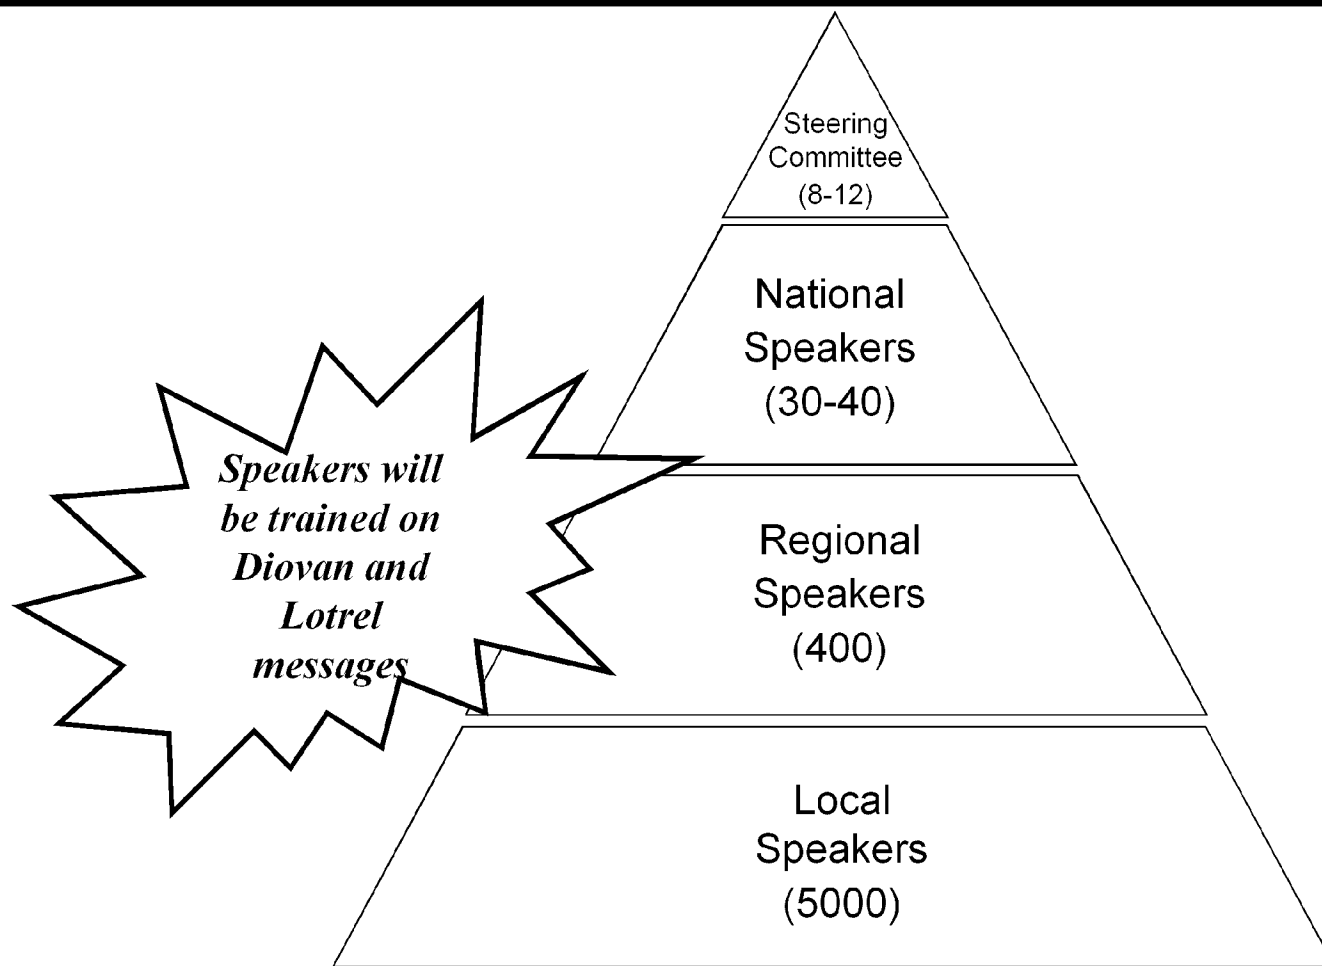 Steering
Committee
(8-12)
National
Speakers
(30-40)
Speakers will
be trained on
Diovan and
Lotrel
messages
Regional
Speakers
(400)
Local
Speakers
(5000)